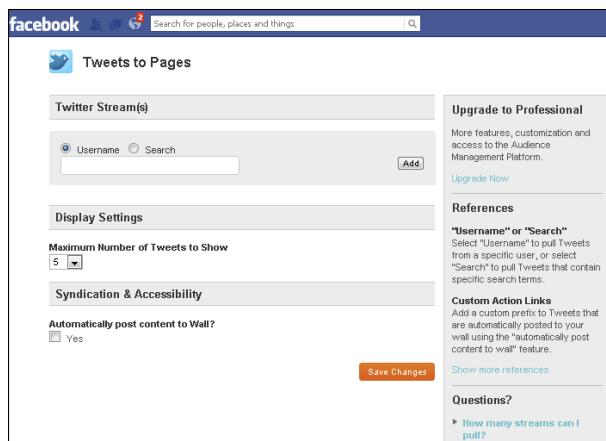 facebook
2
Search for people, places and things
Tweets to Pages
Twitter Stream(s)
Username Search
Add
Display Settings
Maximum Number of Tweets to Show
5
Syndication & Accessibility
Automatically post content to Wall?
Yes
Save Changes
Upgrade to Professional
More features, customization and
access to the Audience
Management Platform.
Upgrade Now
References
"Username" or "Search"
Select "Username" to pull Tweets
from a specific user, or select
"Search" to pull Tweets that contain
specific search terms.
Custom Action Links
Add a custom prefix to Tweets that
are automatically posted to your
wall using the "automatically post
content to wall" feature.
Show more references
Questions?
How many streams can I
pull?